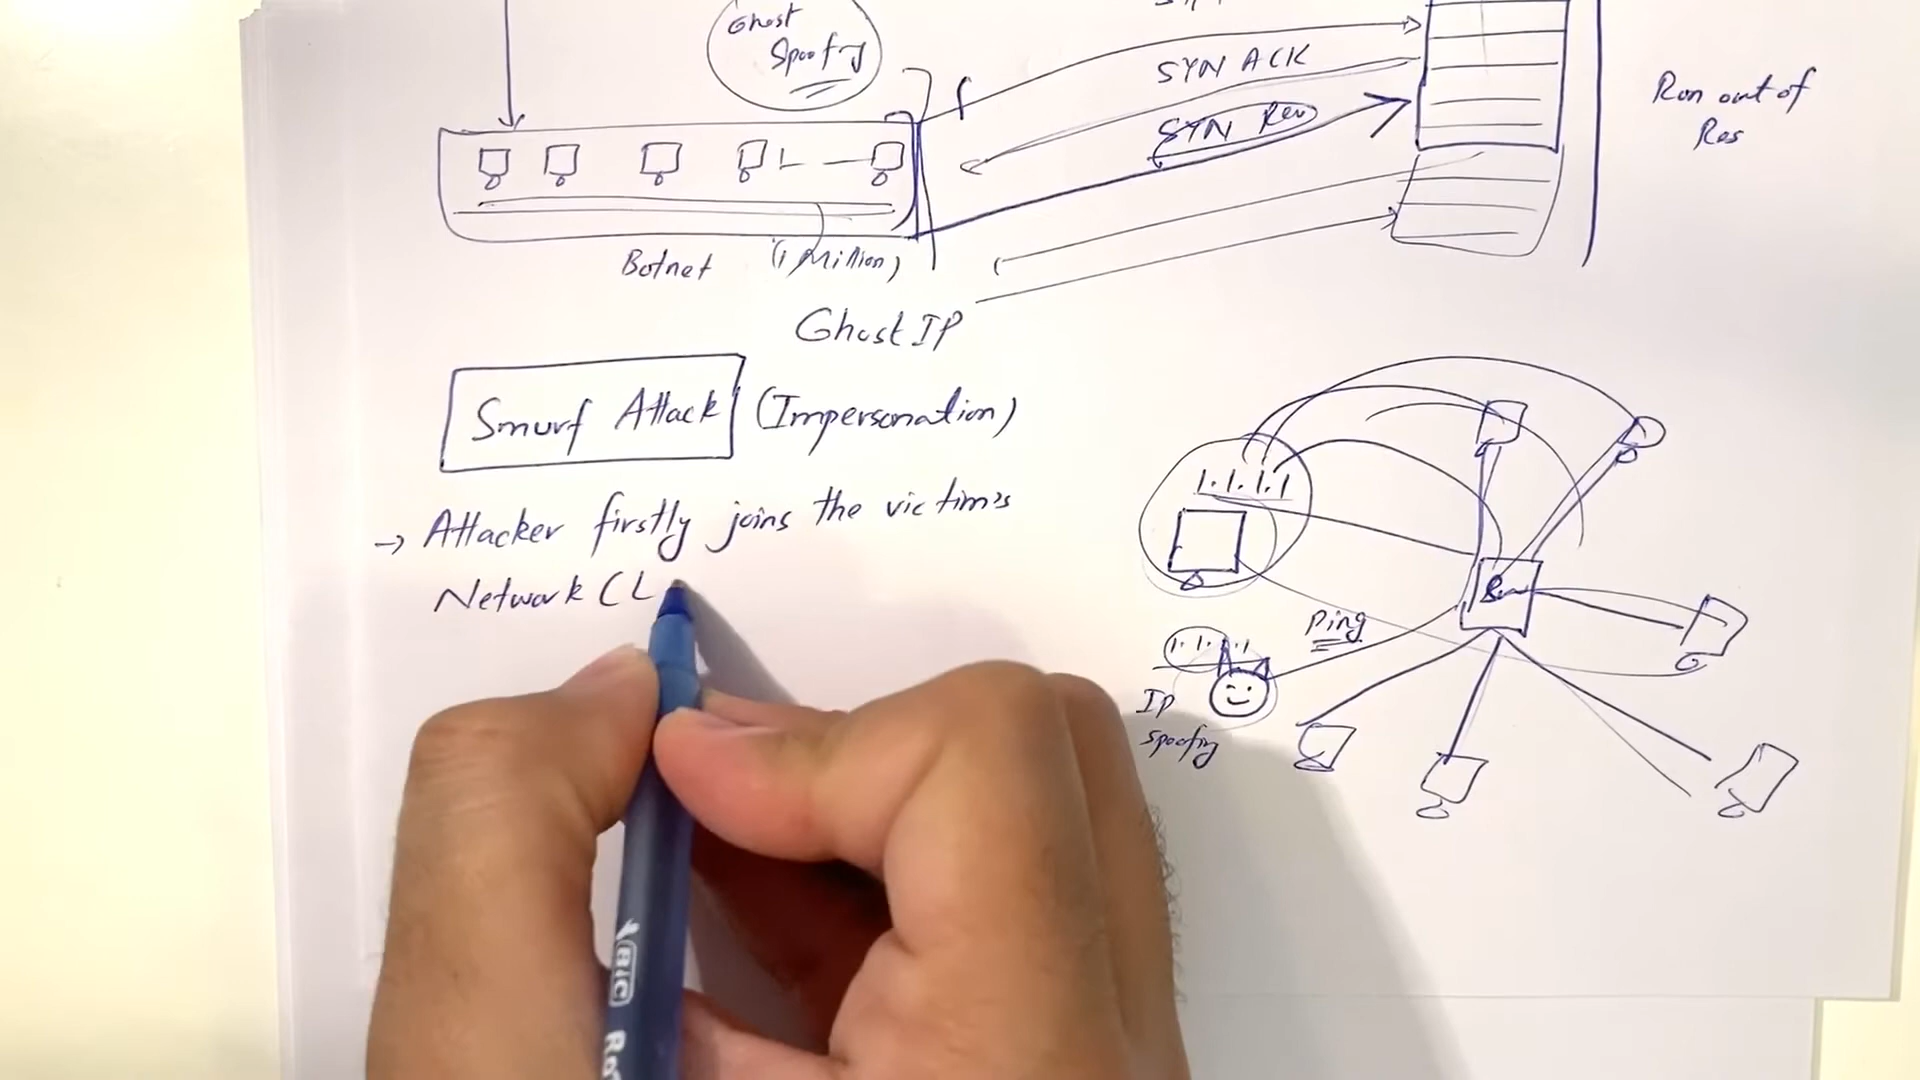 Ghost
Spoofing
SYN ACK
SYN Req
Run out of
Res
Botnet (1 Million)
Ghost IP
Smurf Attack (Impersonation)
1.1.1.1
→ Attacker firstly joins the victim's
Network (L
Ping
1.1.1.1
IP
spoofing
BIC